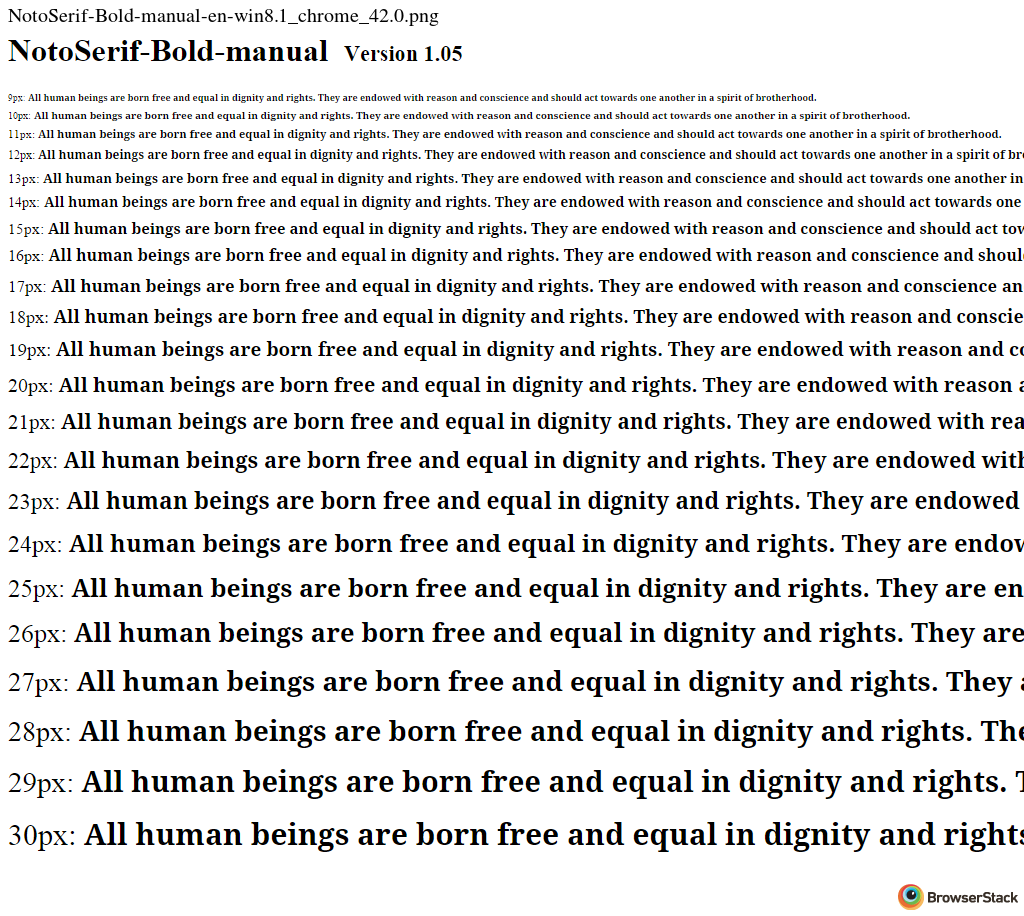 NotoSerif-Bold-manual-en-win8.1_chrome_42.0.png
NotoSerif-Bold-manual Version 1.05
9px: All human beings are born free and equal in dignity and rights. They are endowed with reason and conscience and should act towards one another in a spirit of brotherhood.
10px: All human beings are born free and equal in dignity and rights. They are endowed with reason and conscience and should act towards one another in a spirit of brotherhood.
11px: All human beings are born free and equal in dignity and rights. They are endowed with reason and conscience and should act towards one another in a spirit of brotherhood.
12px: All human beings are born free and equal in dignity and rights. They are endowed with reason and conscience and should act towards one another in a spirit of br
13px: All human beings are born free and equal in dignity and rights. They are endowed with reason and conscience and should act towards one another in
14px: All human beings are born free and equal in dignity and rights. They are endowed with reason and conscience and should act towards one
15px: All human beings are born free and equal in dignity and rights. They are endowed with reason and conscience and should act tow
16px: All human beings are born free and equal in dignity and rights. They are endowed with reason and conscience and shoul
17px: All human beings are born free and equal in dignity and rights. They are endowed with reason and conscience an
18px: All human beings are born free and equal in dignity and rights. They are endowed with reason and conscie
19px: All human beings are born free and equal in dignity and rights. They are endowed with reason and co
20px: All human beings are born free and equal in dignity and rights. They are endowed with reason a
21px: All human beings are born free and equal in dignity and rights. They are endowed with rea
22px: All human beings are born free and equal in dignity and rights. They are endowed with
23px: All human beings are born free and equal in dignity and rights. They are endowed
24px: All human beings are born free and equal in dignity and rights. They are endow
25px: All human beings are born free and equal in dignity and rights. They are en
26px: All human beings are born free and equal in dignity and rights. They are
27px: All human beings are born free and equal in dignity and rights. They a
28px: All human beings are born free and equal in dignity and rights. The
29px: All human beings are born free and equal in dignity and rights. T
30px: All human beings are born free and equal in dignity and rights
BrowserStack